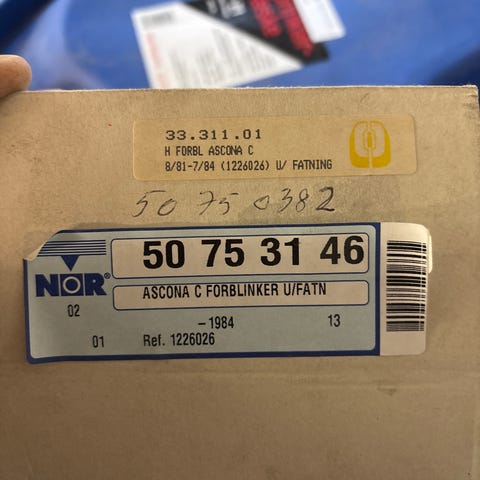 33.311.01
H FORBL ASCONA C
8/81-7/84 (1226026) U/ FATNING
50 75 0382
NOR®
50 75 31 46
ASCONA C FORBLINKER U/FATN
02
-1984
13
01
Ref. 1226026